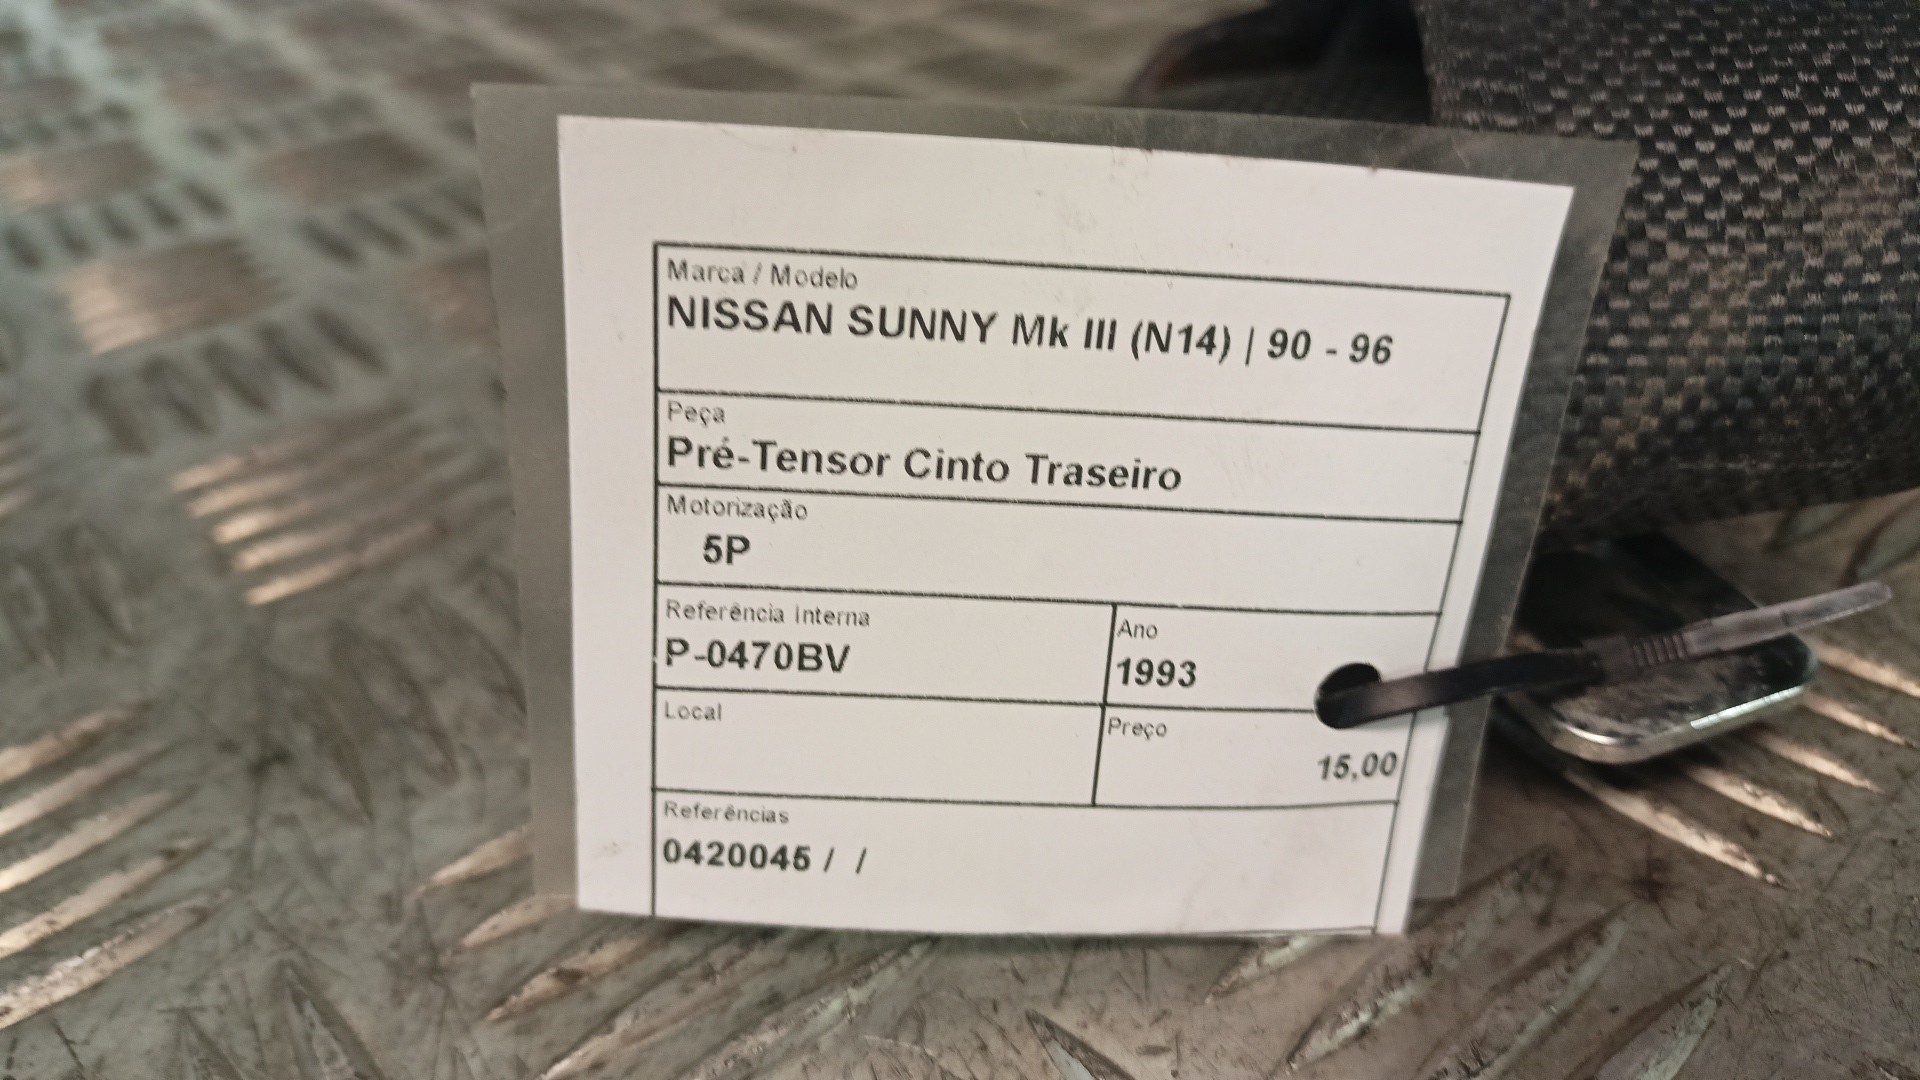 Marca / Modelo
NISSAN SUNNY Mk III (N14) | 90 - 96
Peça
Pré-Tensor Cinto Traseiro
Motorização
5P
Referência Interna
P-0470BV
Ano
1993
Local
Preço
15,00
Referências
0420045 / /